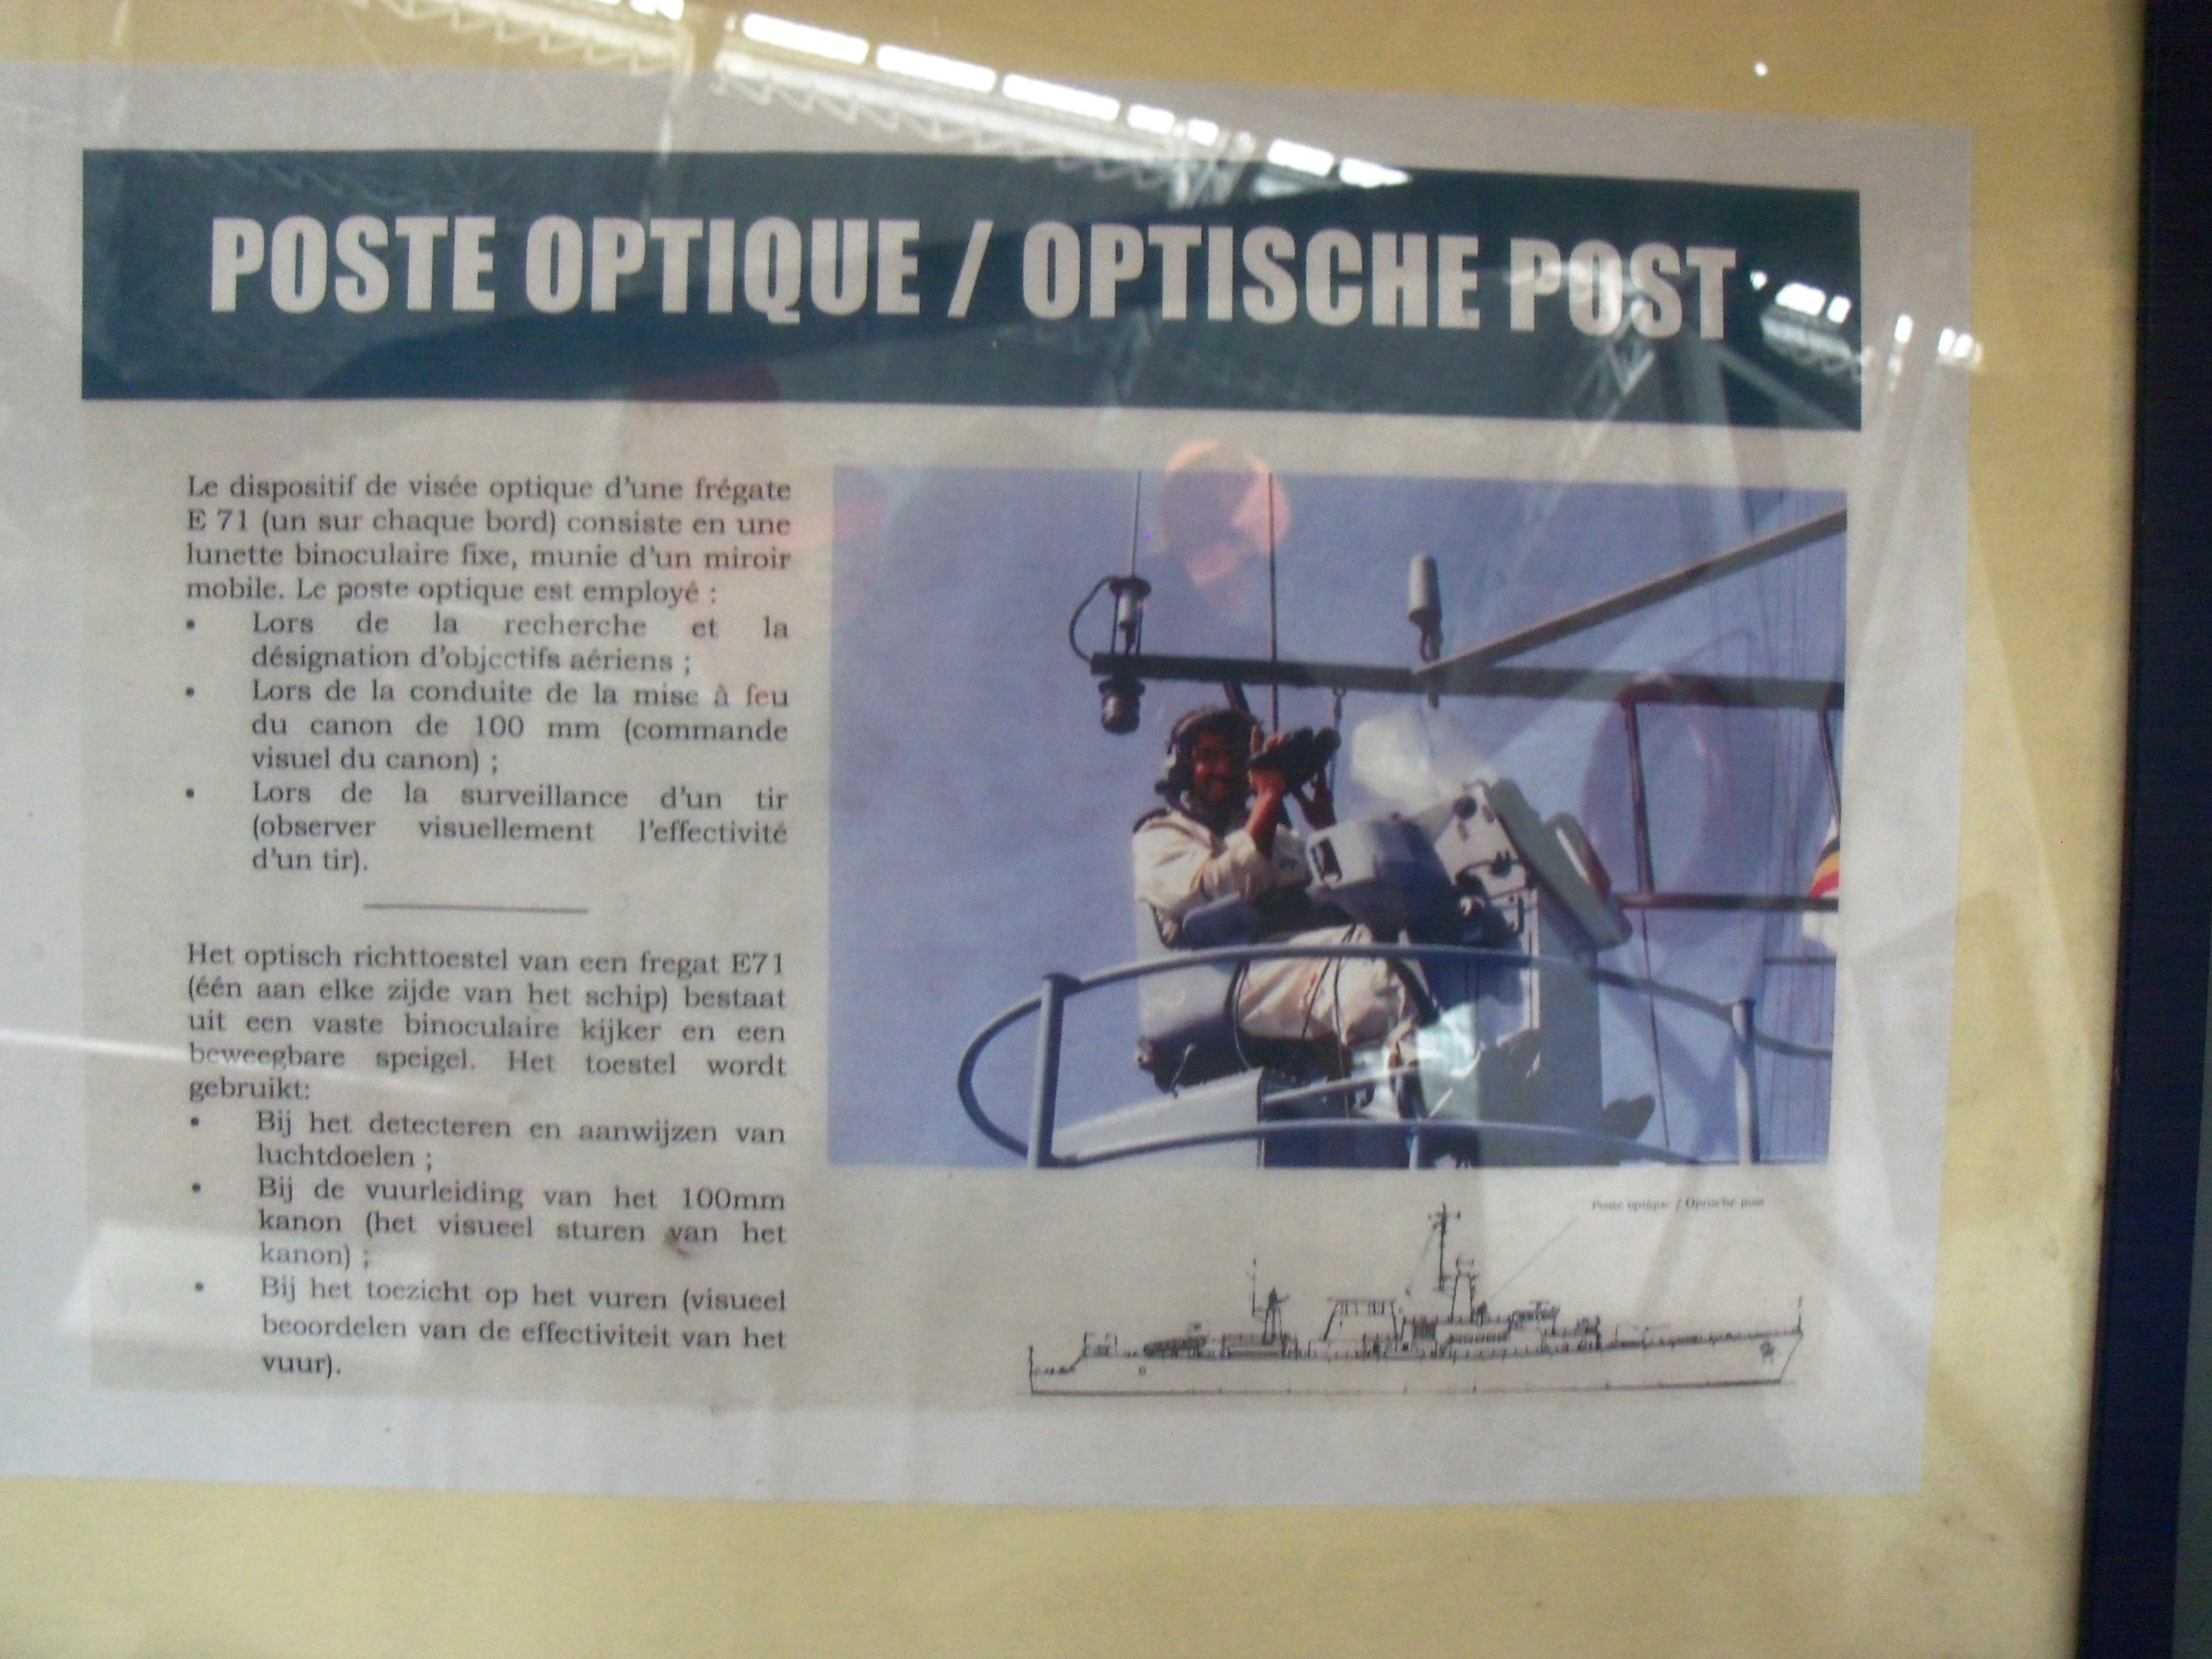 POSTE OPTIQUE / OPTISCHE POST
Le dispositif de visée optique d'une frégate
E 71 (un sur chaque bord) consiste en une
lunette binoculaire fixe, munie d'un miroir
mobile. Le poste optique est employé :
• Lors de la recherche et la
désignation d'objectifs aériens ;
• Lors de la conduite de la mise à feu
du canon de 100 mm (commande
visuel du canon) ;
• Lors de la surveillance d'un tir
(observer visuellement l'effectivité
d'un tir).
Het optisch richttoestel van een fregat E71
(één aan elke zijde van het schip) bestaat
uit een vaste binoculaire kijker en een
beweegbare speigel. Het toestel wordt
gebruikt:
• Bij het detecteren en aanwijzen van
luchtdoelen ;
• Bij de vuurleiding van het 100mm
kanon (het visueel sturen van het
kanon) ;
• Bij het toezicht op het vuren (visueel
beoordelen van de effectiviteit van het
vuur).
Poste optique / Optische post